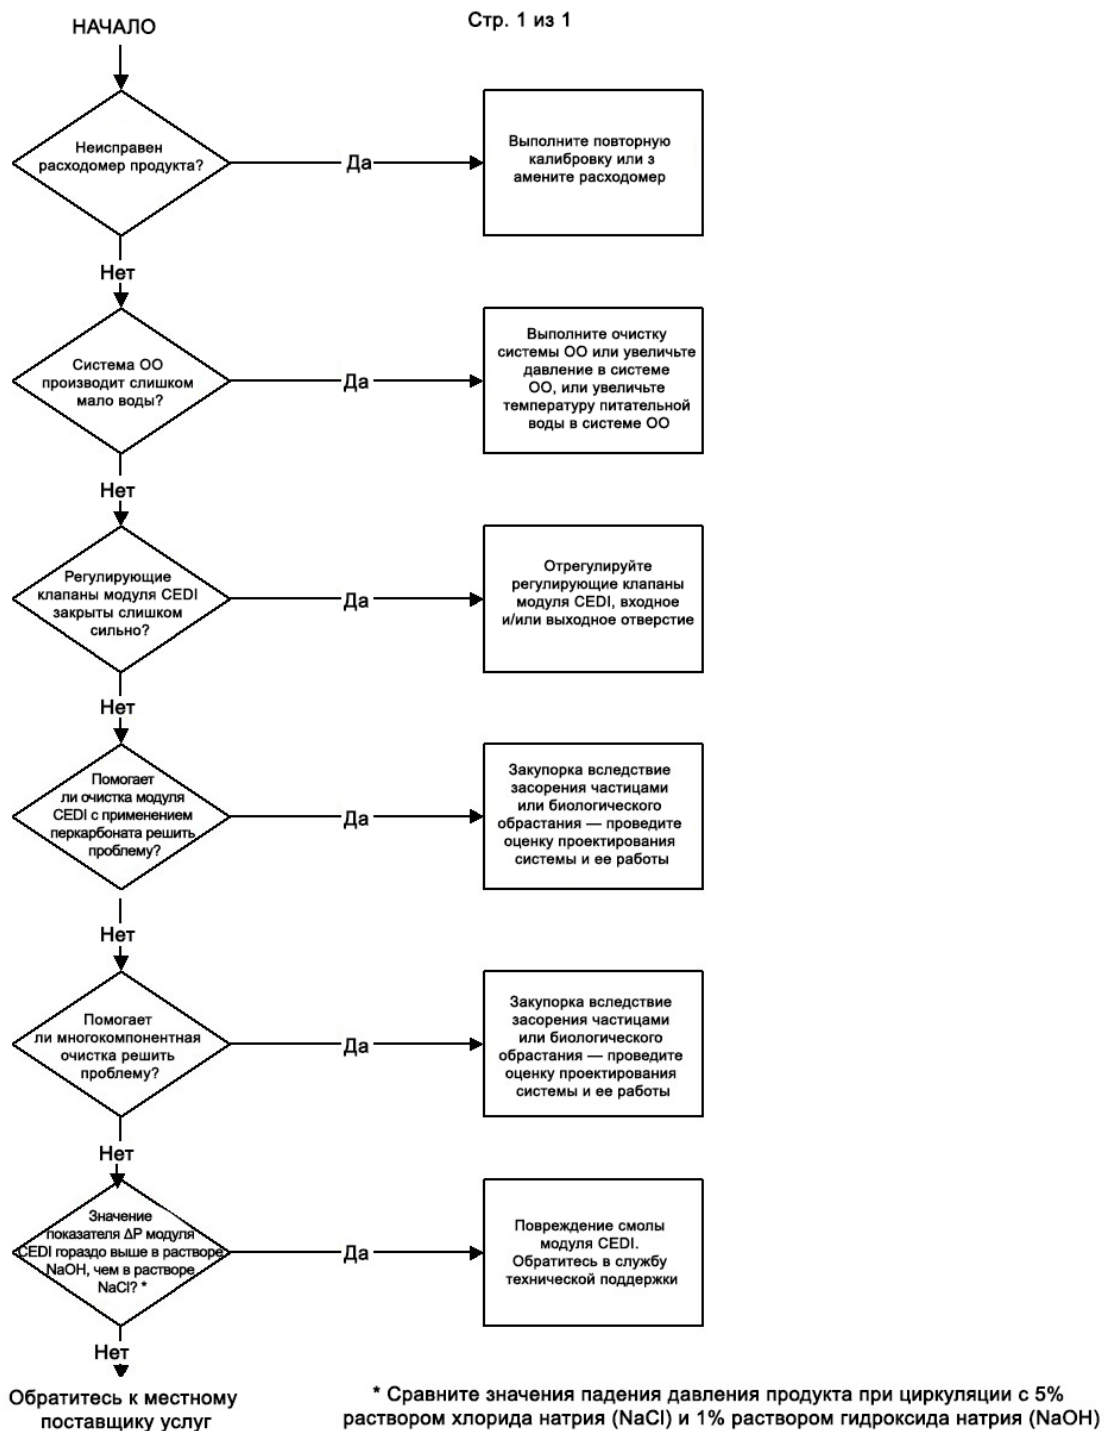 НАЧАЛО
Стр. 1 из 1
Неисправен
расходомер продукта?
Да
Выполните повторную
калибровку или з
амените расходомер
Нет
Система ОО
производит слишком
мало воды?
Да
Выполните очистку
системы ОО или увеличьте
давление в системе
ОО, или увеличьте
температуру питательной
воды в системе ОО
Нет
Регулирующие
клапаны модуля CEDI
закрыты слишком
сильно?
Да
Отрегулируйте
регулирующие клапаны
модуля CEDI, входное
и/или выходное отверстие
Нет
Помогает
ли очистка модуля
CEDI с применением
перкарбоната решить
проблему?
Да
Закупорка вследствие
засорения частицами
или биологического
обрастания — проведите
оценку проектирования
системы и ее работы
Нет
Помогает
ли многокомпонентная
очистка решить
проблему?
Да
Закупорка вследствие
засорения частицами
или биологического
обрастания — проведите
оценку проектирования
системы и ее работы
Нет
Значение
показателя ΔP модуля
CEDI гораздо выше в растворе
NaOH, чем в растворе
NaCl? *
Да
Повреждение смолы
модуля CEDI.
Обратитесь в службу
технической поддержки
Нет
Обратитесь к местному
поставщику услуг
* Сравните значения падения давления продукта при циркуляции с 5%
раствором хлорида натрия (NaCl) и 1% раствором гидроксида натрия (NaOH)